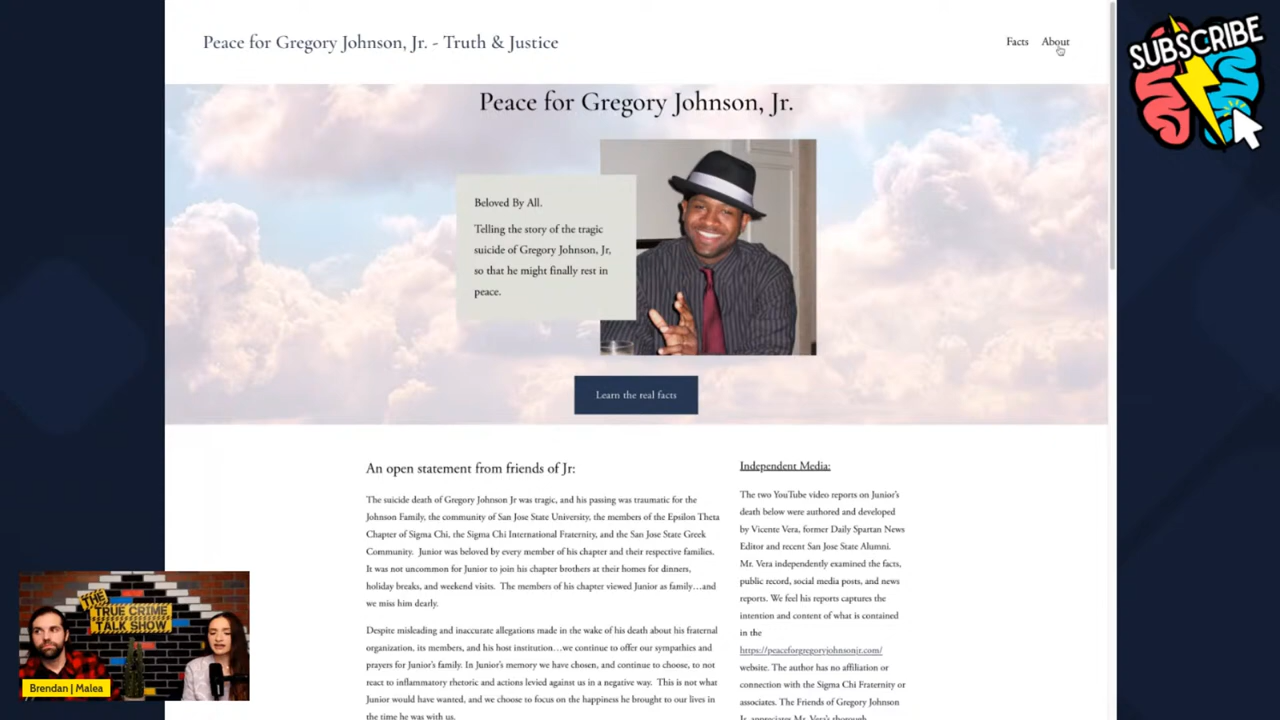 Peace for Gregory Johnson, Jr. - Truth & Justice
Facts
About
SUBSCRIBE
Peace for Gregory Johnson, Jr.
Beloved By All.
Telling the story of the tragic
suicide of Gregory Johnson, Jr,
so that he might finally rest in
peace.
Learn the real facts
An open statement from friends of Jr:
The suicide death of Gregory Johnson Jr was tragic, and his passing was traumatic for the
Johnson Family, the community of San Jose State University, the members of the Epsilon Theta
Chapter of Sigma Chi, the Sigma Chi International Fraternity, and the San Jose State Greek
Community. Junior was beloved by every member of his chapter and their respective families.
It was not uncommon for Junior to join his chapter brothers at their homes for dinners,
holiday breaks, and weekend visits. The members of his chapter viewed Junior as family…and
we miss him dearly.
Despite misleading and inaccurate allegations made in the wake of his death about his fraternal
organization, its members, and his host institution…we continue to offer our sympathies and
prayers for Junior's family. In Junior's memory we have chosen, and continue to choose, to not
react to inflammatory rhetoric and actions levied against us in a negative way. This is not what
Junior would have wanted, and we choose to focus on the happiness he brought to our lives in
the time he was with us.
Independent Media:
The two YouTube video reports on Junior's
death below were authored and developed
by Vicente Vera, former Daily Spartan News
Editor and recent San Jose State Alumni.
Mr. Vera independently examined the facts,
public record, social media posts, and news
reports. We feel his reports captures the
intention and content of what is contained
in the
https://peaceforgregoryjohnsonjr.com/
website. The author has no affiliation or
connection with the Sigma Chi Fraternity or
associates. The Friends of Gregory Johnson
Jr. appreciates Mr. Vera's thorough
THE
TRUE CRIME
TALK SHOW
Brendan | Malea